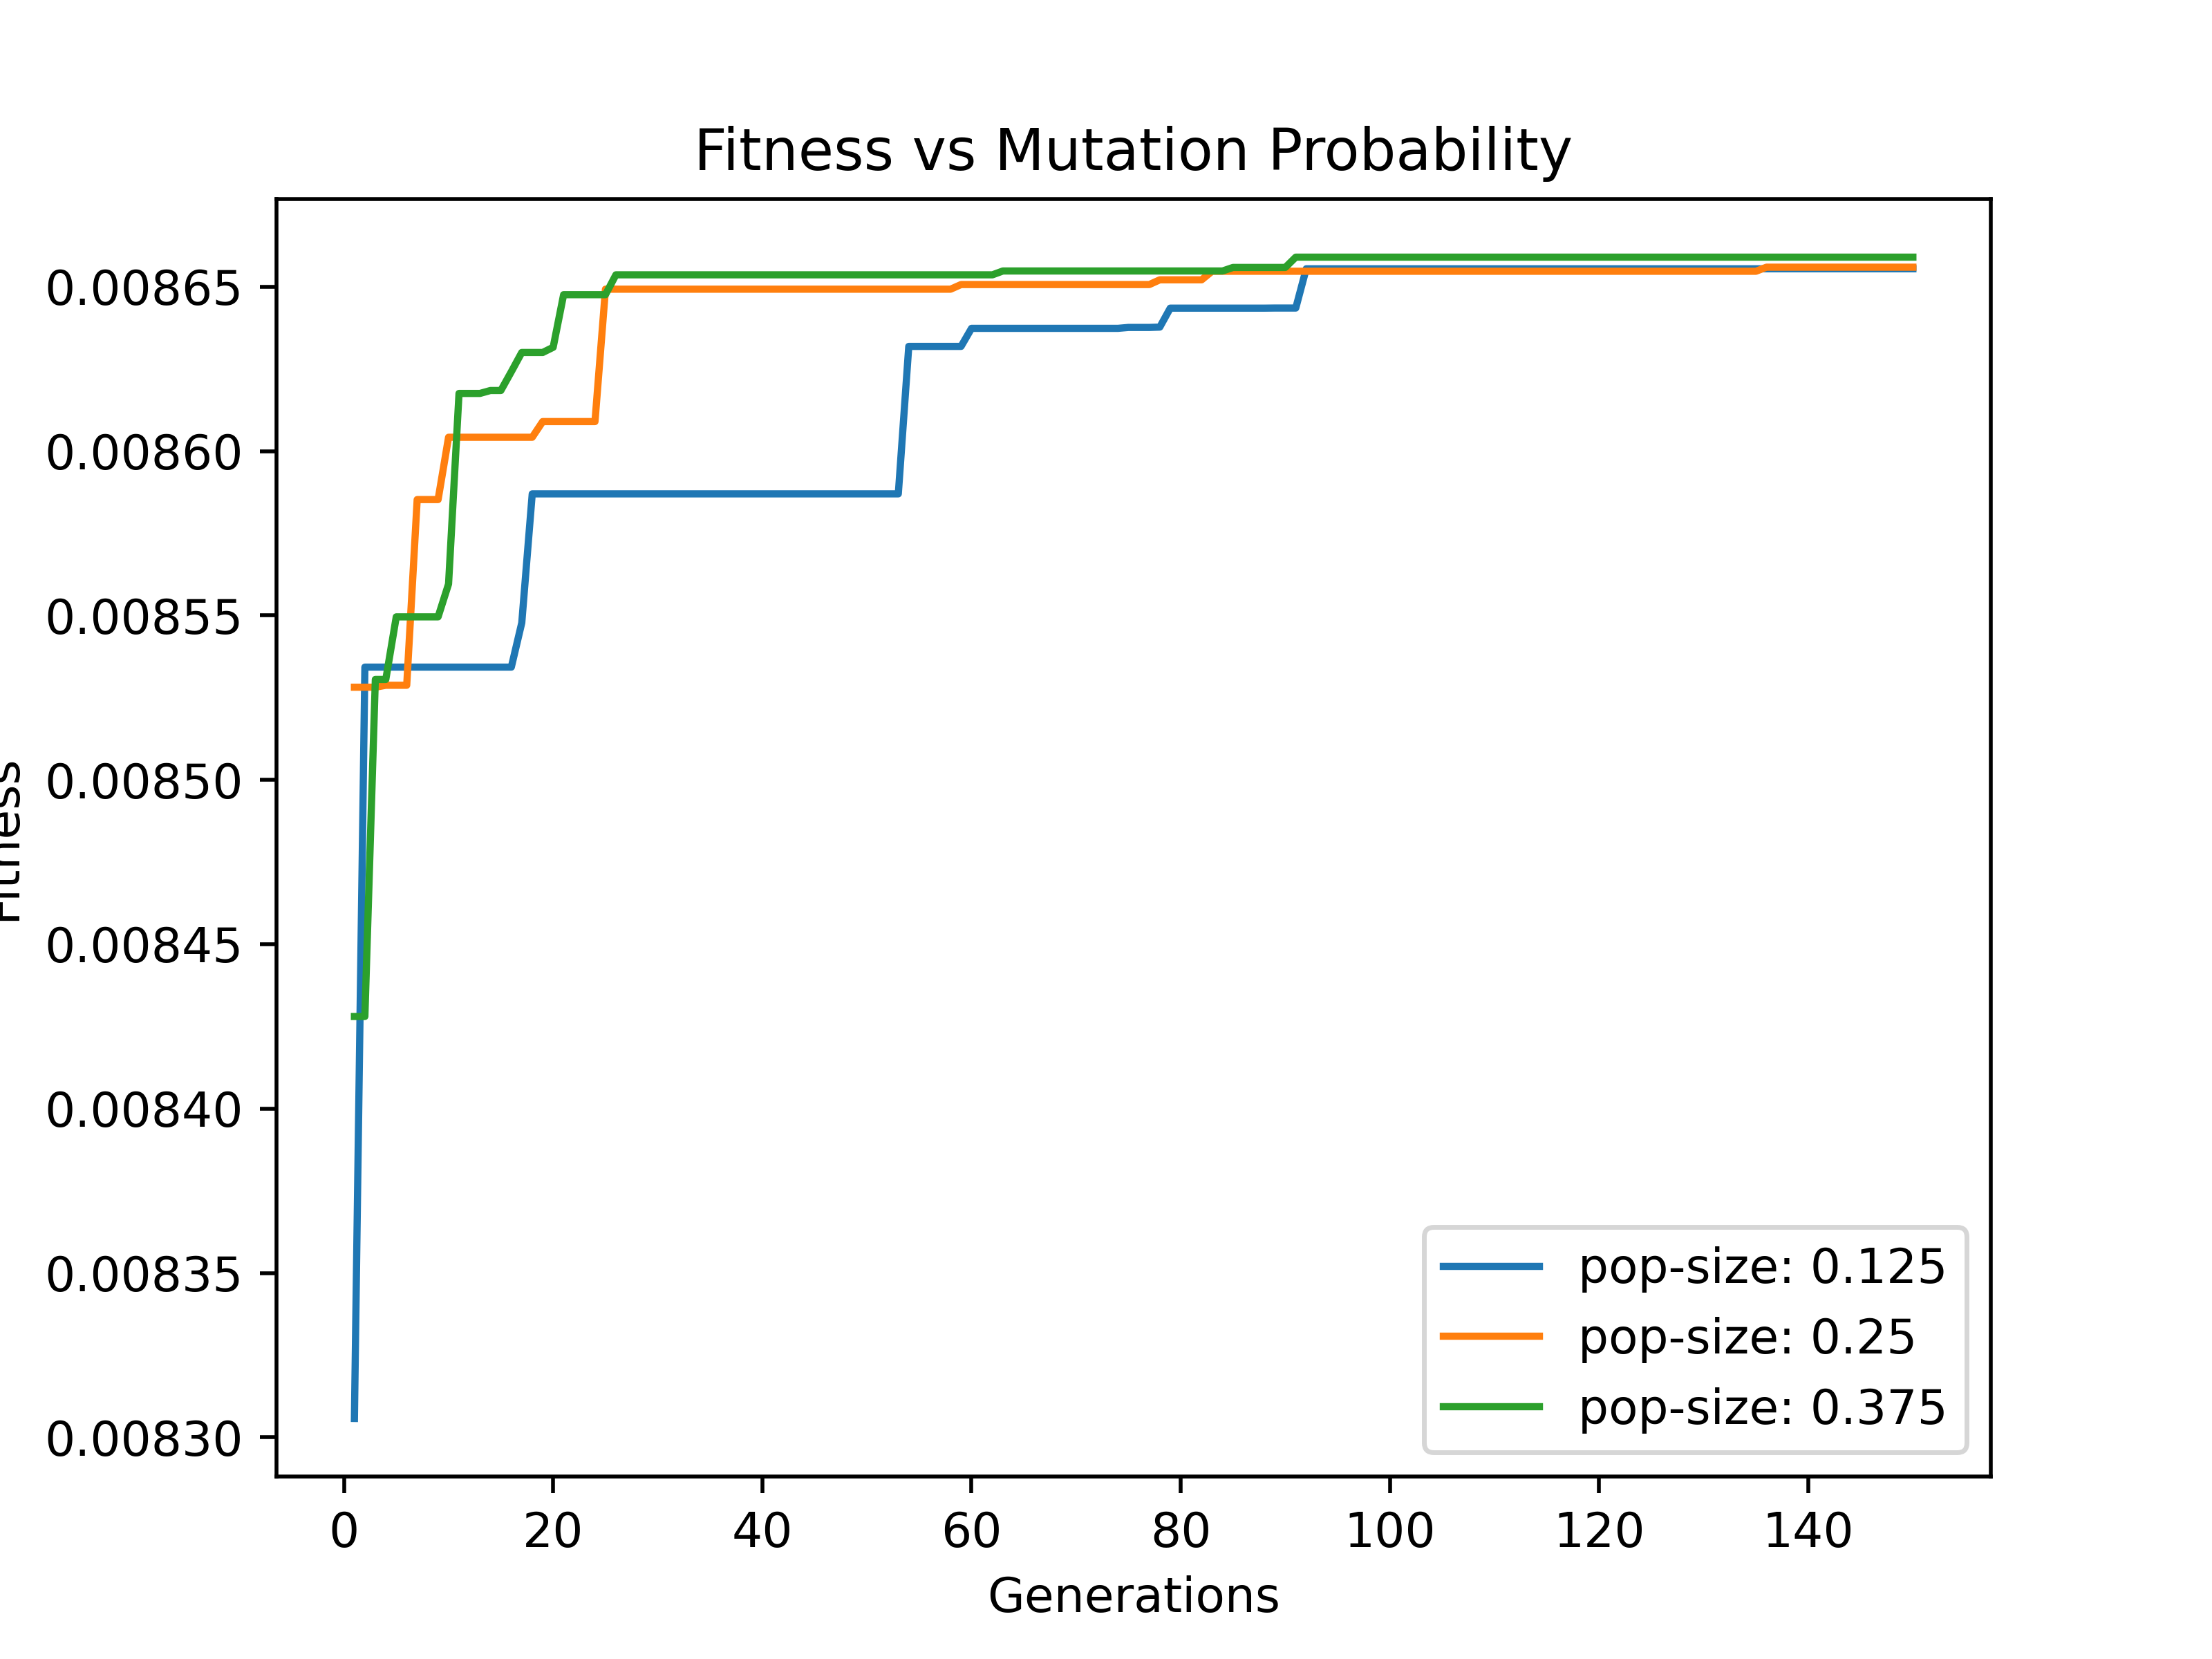 Fitness vs Mutation Probability
0.00865
0.00860
0.00855
0.00850
0.00845
0.00840
0.00835
0.00830
Fitness
0 20 40 60 80 100 120 140
Generations
pop-size: 0.125
pop-size: 0.25
pop-size: 0.375